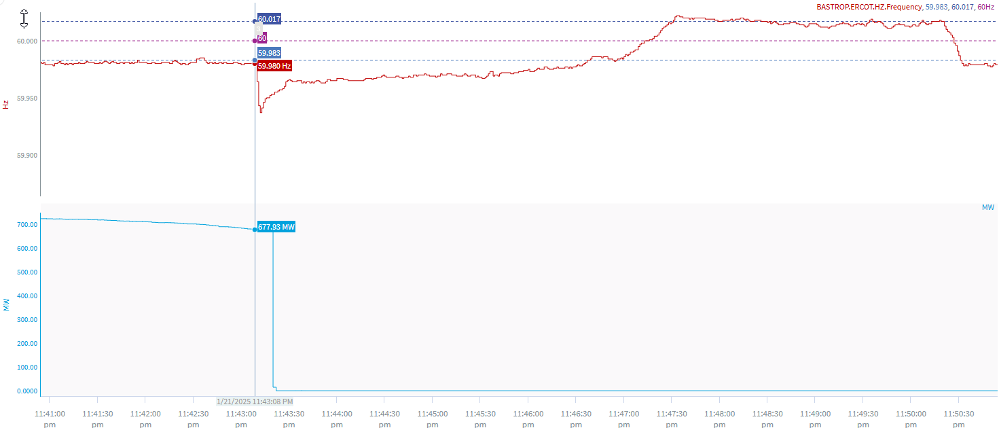 BASTROP.ERCOT.HZ.Frequency, 59.983, 60.017, 60Hz
60.017
60.000
60
59.983
59.980 Hz
59.950
Hz
59.900
MW
700.00
677.93 MW
600.00
500.00
400.00
MW
300.00
200.00
100.00
0.0000
1/21/2025 11:43:08 PM
11:41:00 pm
11:41:30 pm
11:42:00 pm
11:42:30 pm
11:43:00 pm
11:43:30 pm
11:44:00 pm
11:44:30 pm
11:45:00 pm
11:45:30 pm
11:46:00 pm
11:46:30 pm
11:47:00 pm
11:47:30 pm
11:48:00 pm
11:48:30 pm
11:49:00 pm
11:49:30 pm
11:50:00 pm
11:50:30 pm